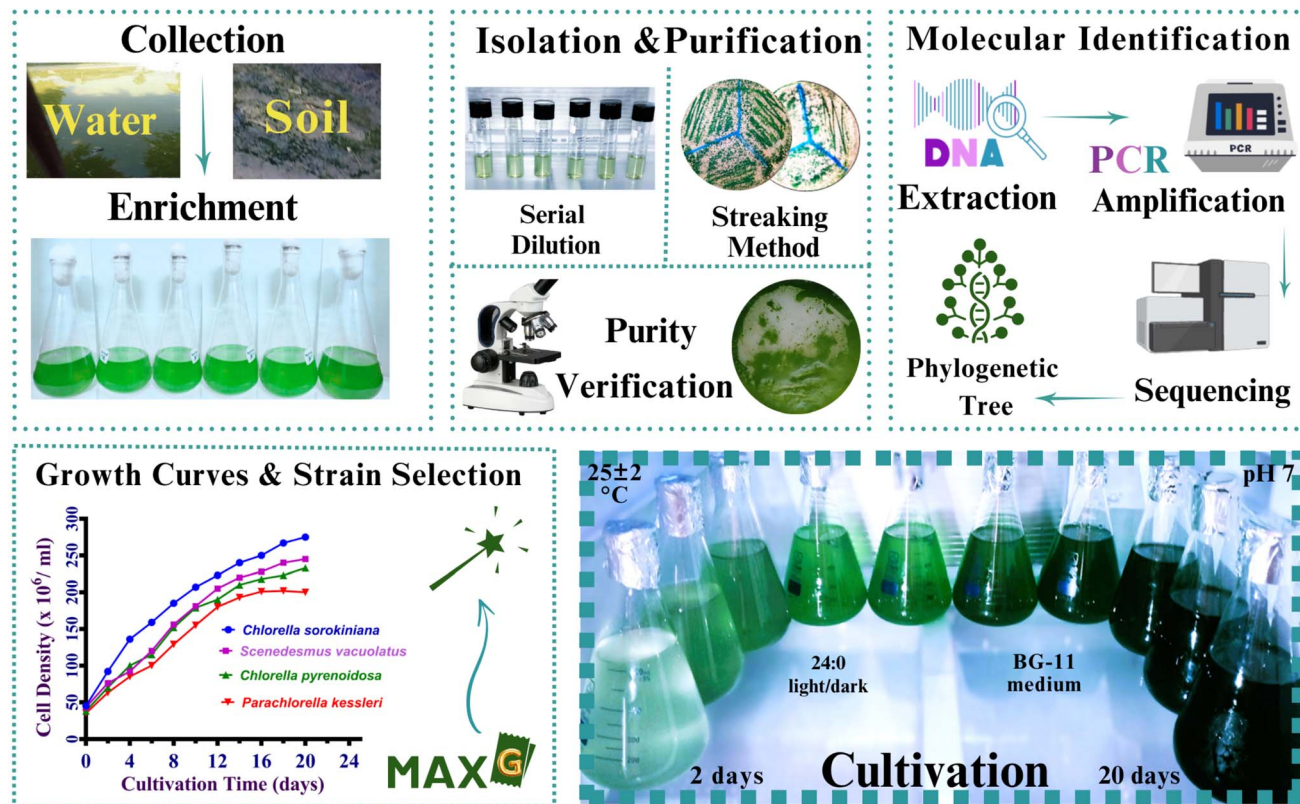 Collection
Water
Soil
Enrichment
Isolation &Purification
Serial
Dilution
Streaking
Method
Purity
Verification
Molecular Identification
DNA
Extraction
PCR
PCR
Amplification
Phylogenetic
Tree
Sequencing
Growth Curves & Strain Selection
Cell Density (x 10⁶/ ml)
300
250
200
150
100
50
0
0 4 8 12 16 20 24
Cultivation Time (days)
Chlorella sorokiniana
Scenedesmus vacuolatus
Chlorella pyrenoidosa
Parachlorella kessleri
MAX G
25±2
°C
pH 7
24:0
light/dark
BG-11
medium
2 days
Cultivation
20 days